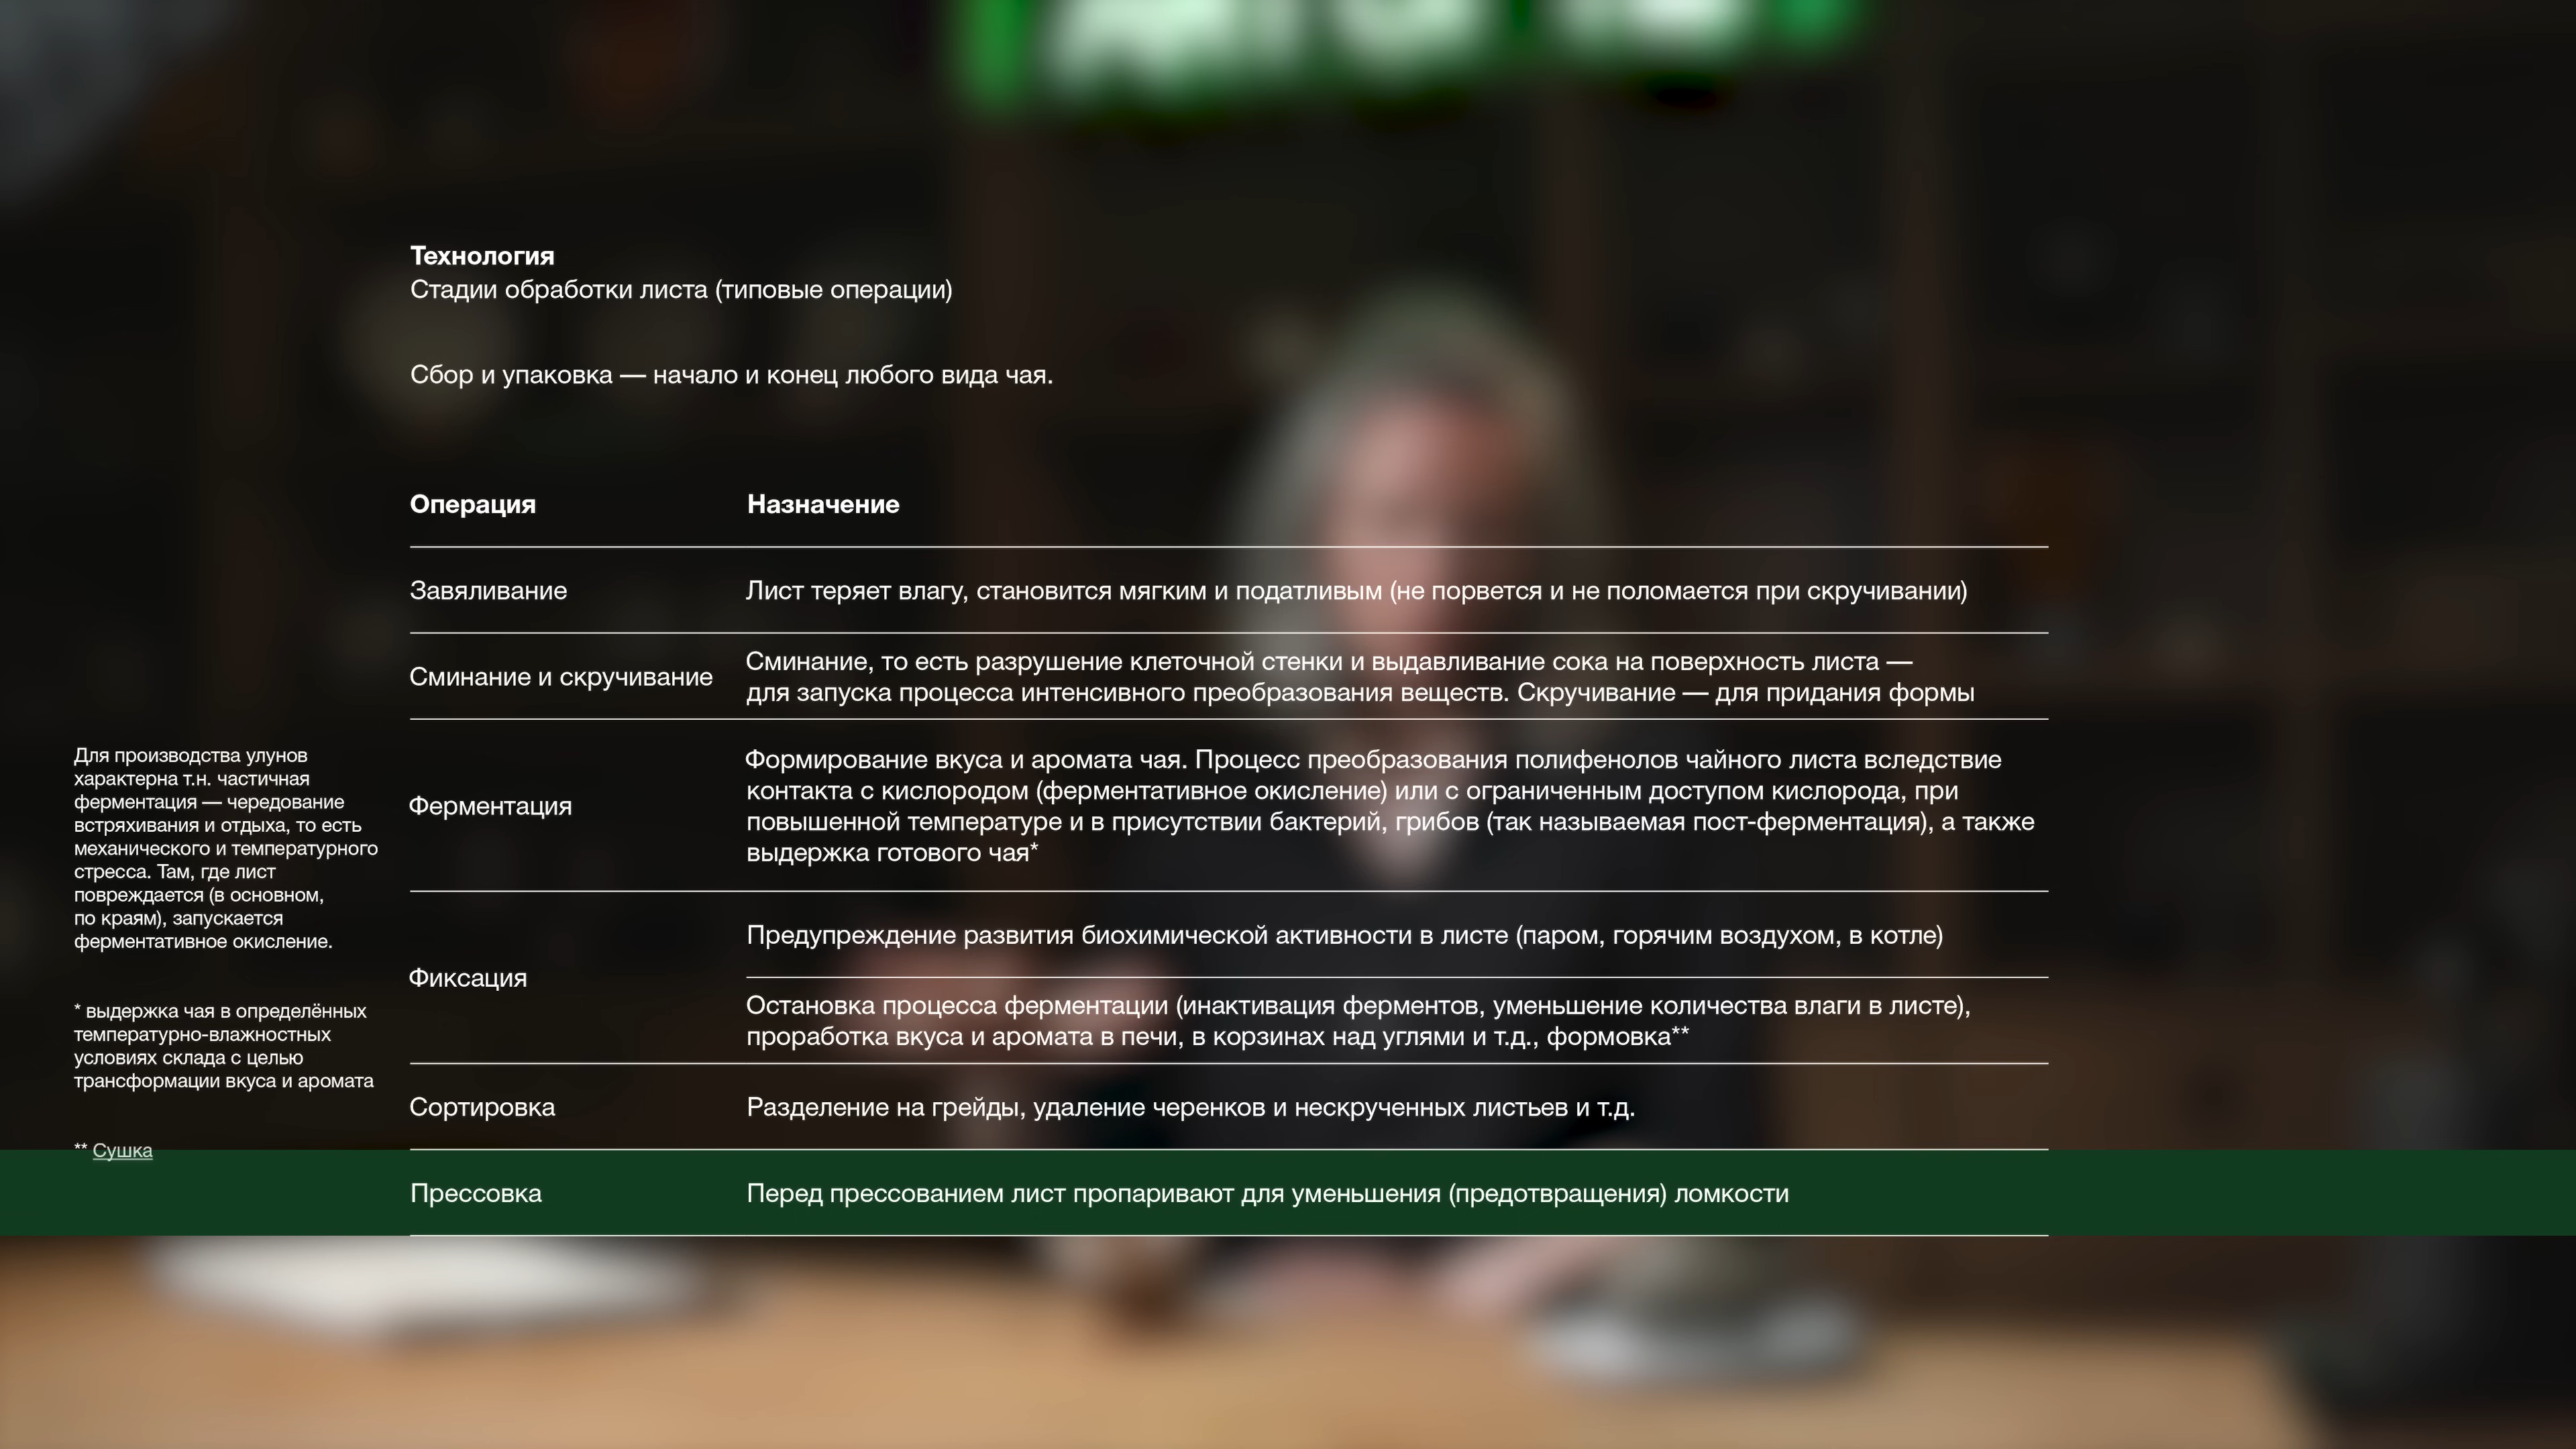 Технология
Стадии обработки листа (типовые операции)
Сбор и упаковка — начало и конец любого вида чая.
Операция
Назначение
Завяливание
Лист теряет влагу, становится мягким и податливым (не порвется и не поломается при скручивании)
Сминание и скручивание
Сминание, то есть разрушение клеточной стенки и выдавливание сока на поверхность листа —
для запуска процесса интенсивного преобразования веществ. Скручивание — для придания формы
Ферментация
Формирование вкуса и аромата чая. Процесс преобразования полифенолов чайного листа вследствие
контакта с кислородом (ферментативное окисление) или с ограниченным доступом кислорода, при
повышенной температуре и в присутствии бактерий, грибов (так называемая пост-ферментация), а также
выдержка готового чая*
Фиксация
Предупреждение развития биохимической активности в листе (паром, горячим воздухом, в котле)
Остановка процесса ферментации (инактивация ферментов, уменьшение количества влаги в листе),
проработка вкуса и аромата в печи, в корзинах над углями и т.д., формовка**
Сортировка
Разделение на грейды, удаление черенков и нескрученных листьев и т.д.
Прессовка
Перед прессованием лист пропаривают для уменьшения (предотвращения) ломкости
Для производства улунов
характерна т.н. частичная
ферментация — чередование
встряхивания и отдыха, то есть
механического и температурного
стресса. Там, где лист
повреждается (в основном,
по краям), запускается
ферментативное окисление.
* выдержка чая в определённых
температурно-влажностных
условиях склада с целью
трансформации вкуса и аромата
** Сушка